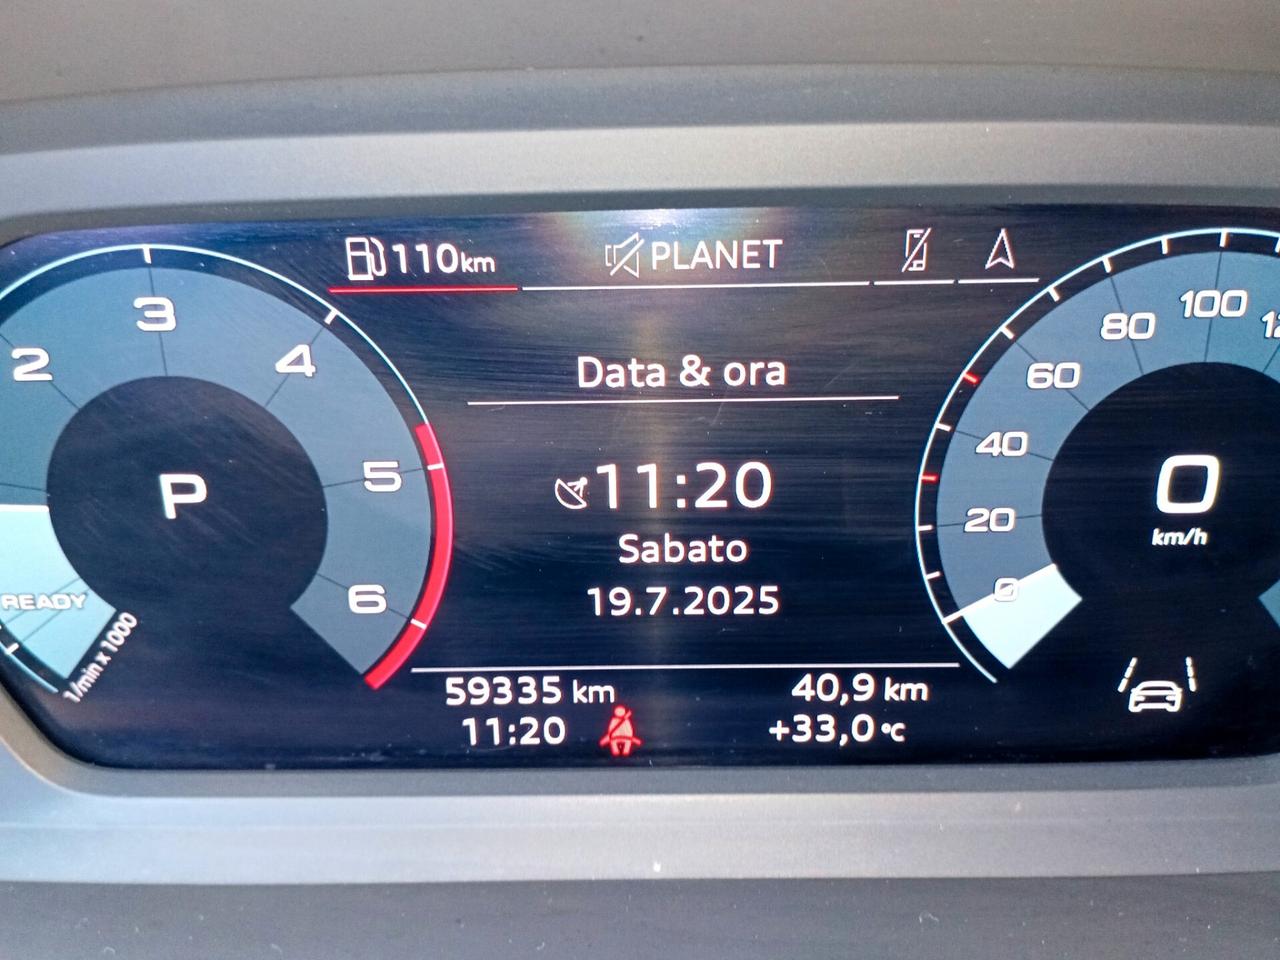 110km
PLANET
Data & ora
11:20
Sabato
19.7.2025
59335 km
40,9 km
11:20
+33,0 °C
2
3
4
5
6
P
READY
1/min x 1000
0
20
40
60
80
100
0
km/h